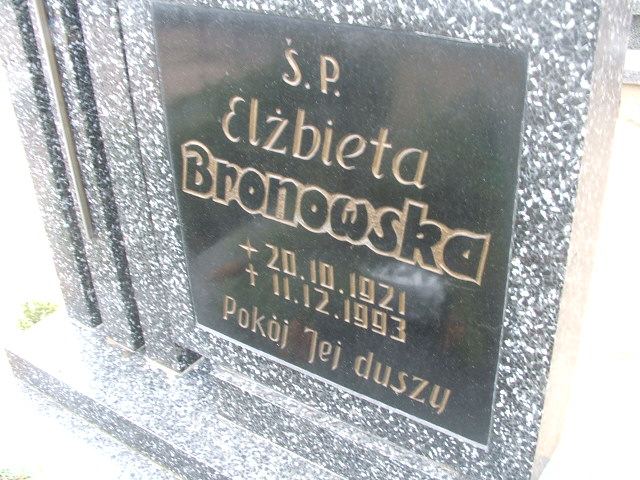 Ś.P.
Elżbieta
Bronowska
+ 20.10.1921
† 11.12.1993
Pokój Jej duszy